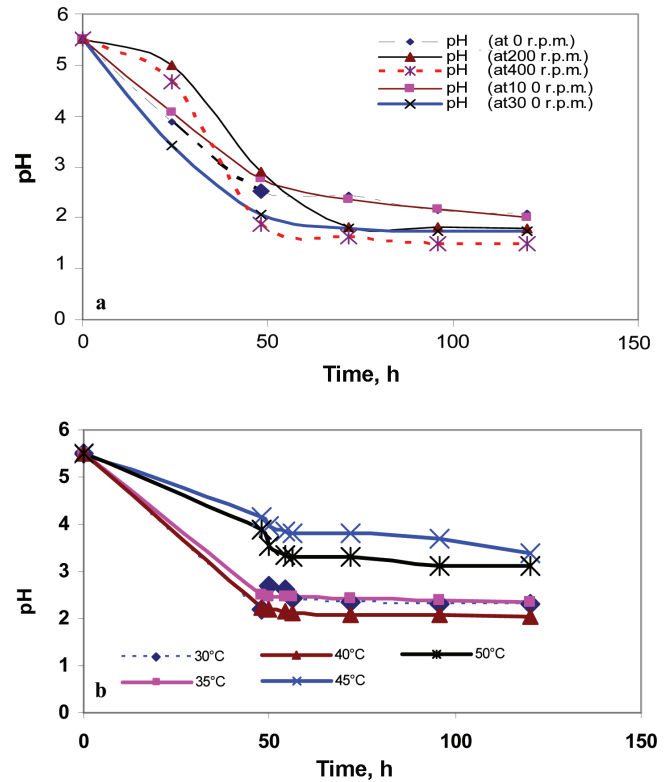 6
5
4
3
2
1
0
pH
pH (at 0 r.p.m.)
pH (at200 r.p.m.)
pH (at400 r.p.m.)
pH (at10 0 r.p.m.)
pH (at30 0 r.p.m.)
a
0 50 100 150
Time, h
6
5
4
3
2
1
0
pH
30°C 40°C 50°C
35°C 45°C
b
0 50 100 150
Time, h